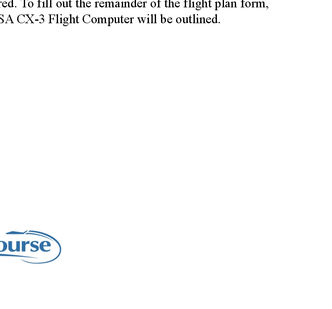 red. To fill out the remainder of the flight plan form,
SA CX-3 Flight Computer will be outlined.
ourse